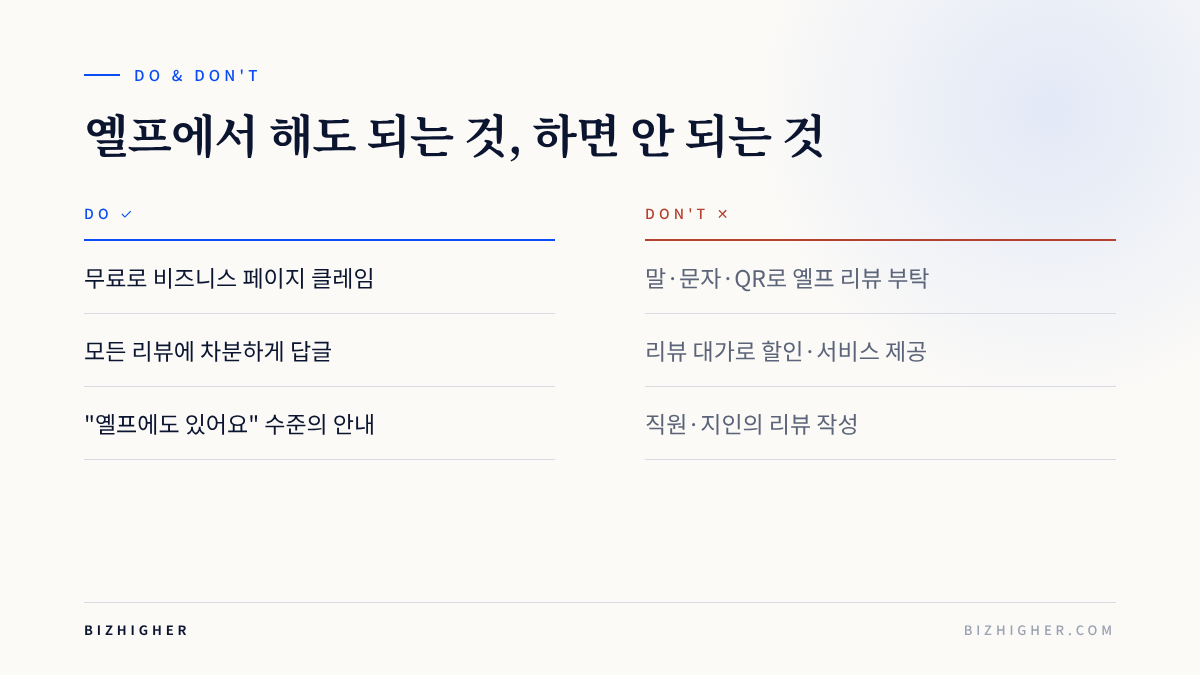 DO & DON'T
옐프에서 해도 되는 것, 하면 안 되는 것
DO ✓
무료로 비즈니스 페이지 클레임
모든 리뷰에 차분하게 답글
"옐프에도 있어요" 수준의 안내
DON'T ✕
말·문자·QR로 옐프 리뷰 부탁
리뷰 대가로 할인·서비스 제공
직원·지인의 리뷰 작성
BIZHIGHER
BIZHIGHER.COM